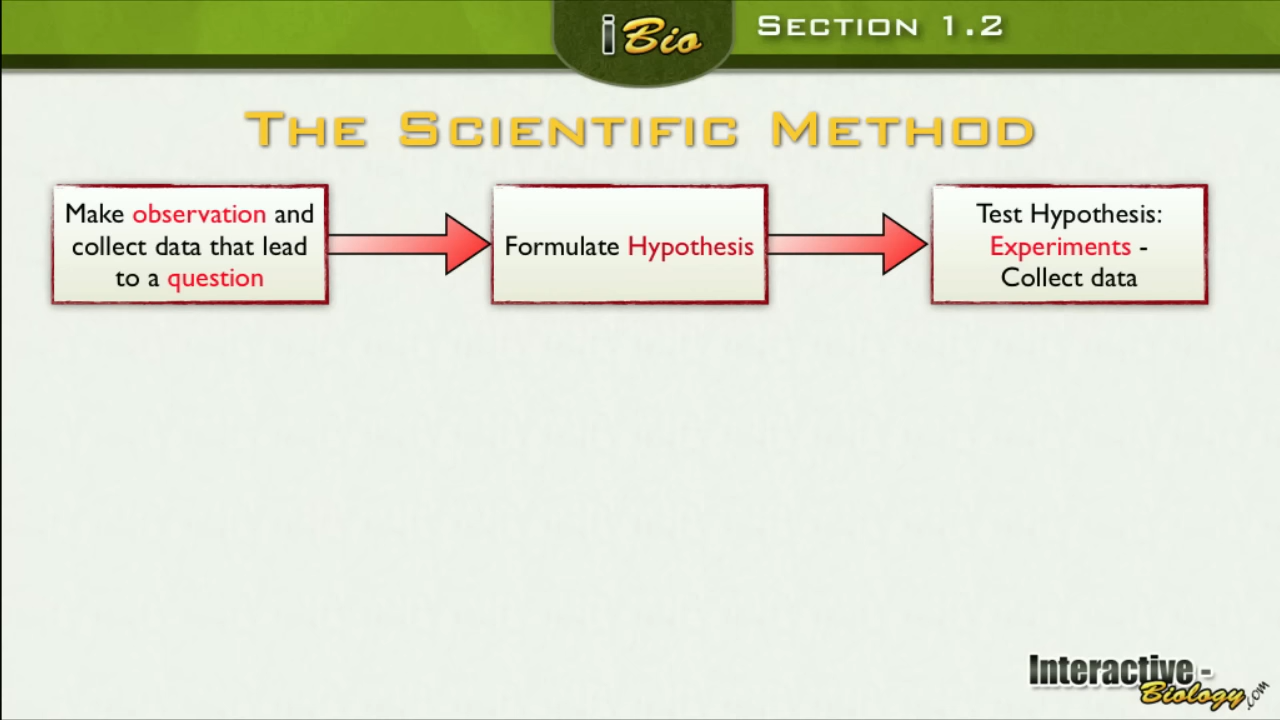 i Bio
SECTION 1.2
THE SCIENTIFIC METHOD
Make observation and
collect data that lead
to a question
Formulate Hypothesis
Test Hypothesis:
Experiments -
Collect data
Interactive -
Biology.com